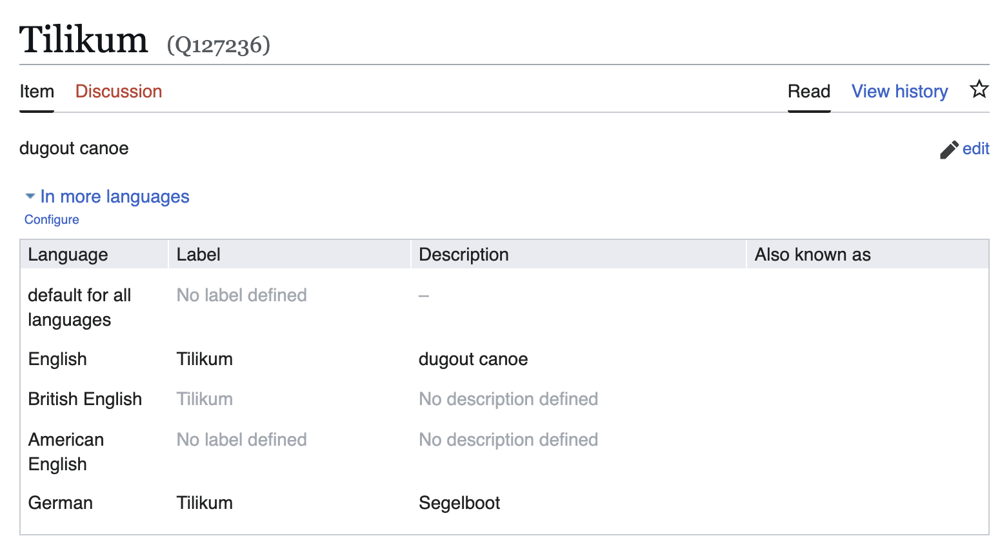 Tilikum (Q127236)
Item Discussion Read View history
dugout canoe edit
In more languages
Configure
Language Label Description Also known as
default for all languages No label defined –
English Tilikum dugout canoe
British English Tilikum No description defined
American English No label defined No description defined
German Tilikum Segelboot